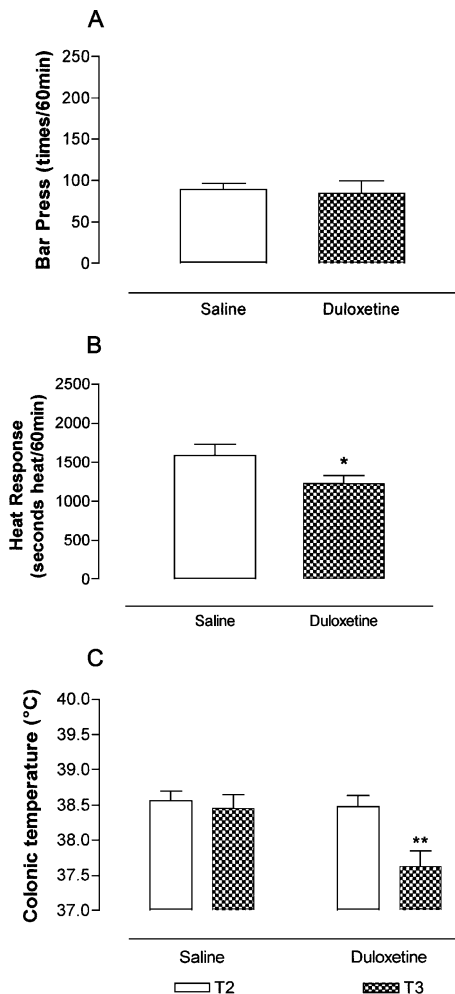 A
Bar Press (times/60min)
250
200
150
100
50
0
Saline Duloxetine
B
Heat Response
(seconds heat/60min)
2500
2000
1500
1000
500
0
*
Saline Duloxetine
C
Colonic temperature (°C)
40.0
39.5
39.0
38.5
38.0
37.5
37.0
**
Saline Duloxetine
T2 T3